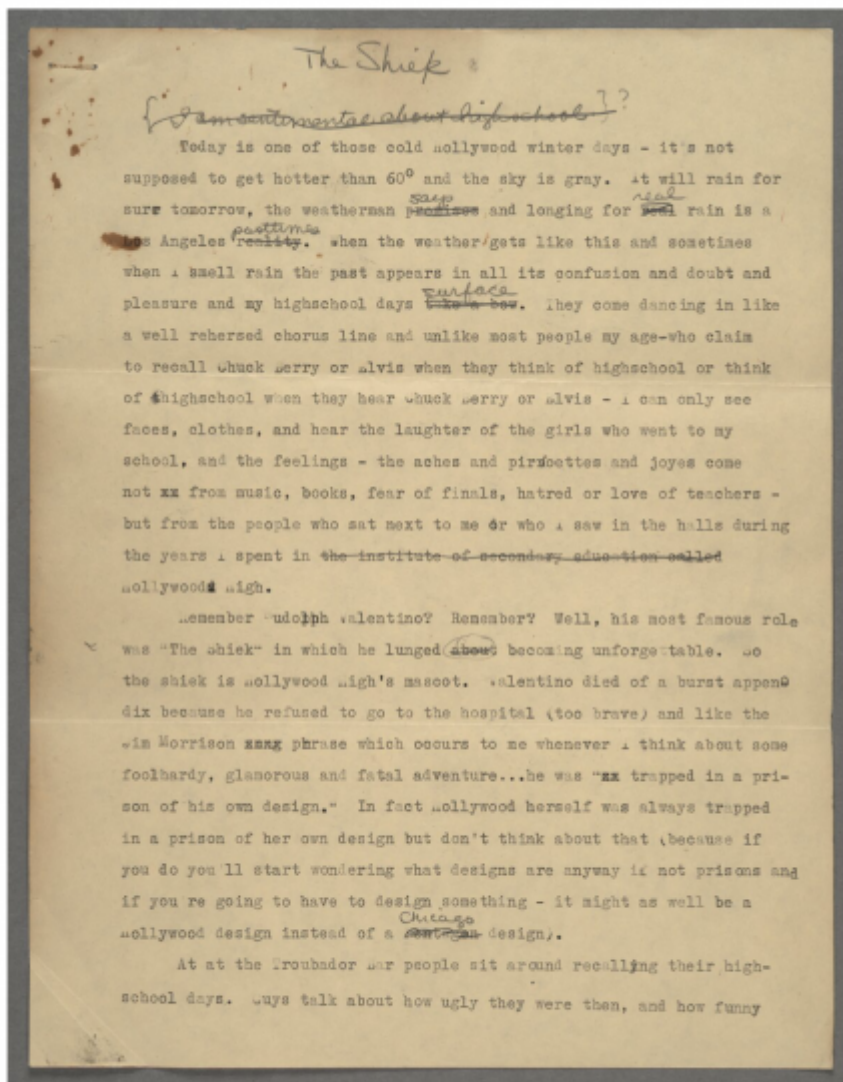 The Shiek
I am sentimental about highschool ??
Today is one of those cold Hollywood winter days - it's not
supposed to get hotter than 60° and the sky is gray. It will rain for
says real
sure tomorrow, the weatherman promises and longing for real rain is a
pasttimes
Los Angeles reality. When the weather gets like this and sometimes
when I smell rain the past appears in all its confusion and doubt and
surface
pleasure and my highschool days take a bow. They come dancing in like
a well rehersed chorus line and unlike most people my age-who claim
to recall Chuck Berry or Elvis when they think of highschool or think
of highschool when they hear Chuck Berry or Elvis - I can only see
faces, clothes, and hear the laughter of the girls who went to my
school, and the feelings - the aches and pirouettes and joyes come
not xx from music, books, fear of finals, hatred or love of teachers -
but from the people who sat next to me or who I saw in the halls during
the years I spent in the institute of secondary education called
Hollywood High.
Remember Rudolph Valentino? Remember? Well, his most famous role
was "The Shiek" in which he lunged about becoming unforgettable. So
the shiek is Hollywood High's mascot. Valentino died of a burst appen
dix because he refused to go to the hospital (too brave) and like the
Jim Morrison phrase which occurs to me whenever I think about some
foolhardy, glamorous and fatal adventure...he was "xx trapped in a pri-
son of his own design." In fact Hollywood herself was always trapped
in a prison of her own design but don't think about that (because if
you do you'll start wondering what designs are anyway if not prisons and
if you re going to have to design something - it might as well be a
Chicago
Hollywood design instead of a design).
At at the Troubador Bar people sit around recalling their high-
school days. Guys talk about how ugly they were then, and how funny